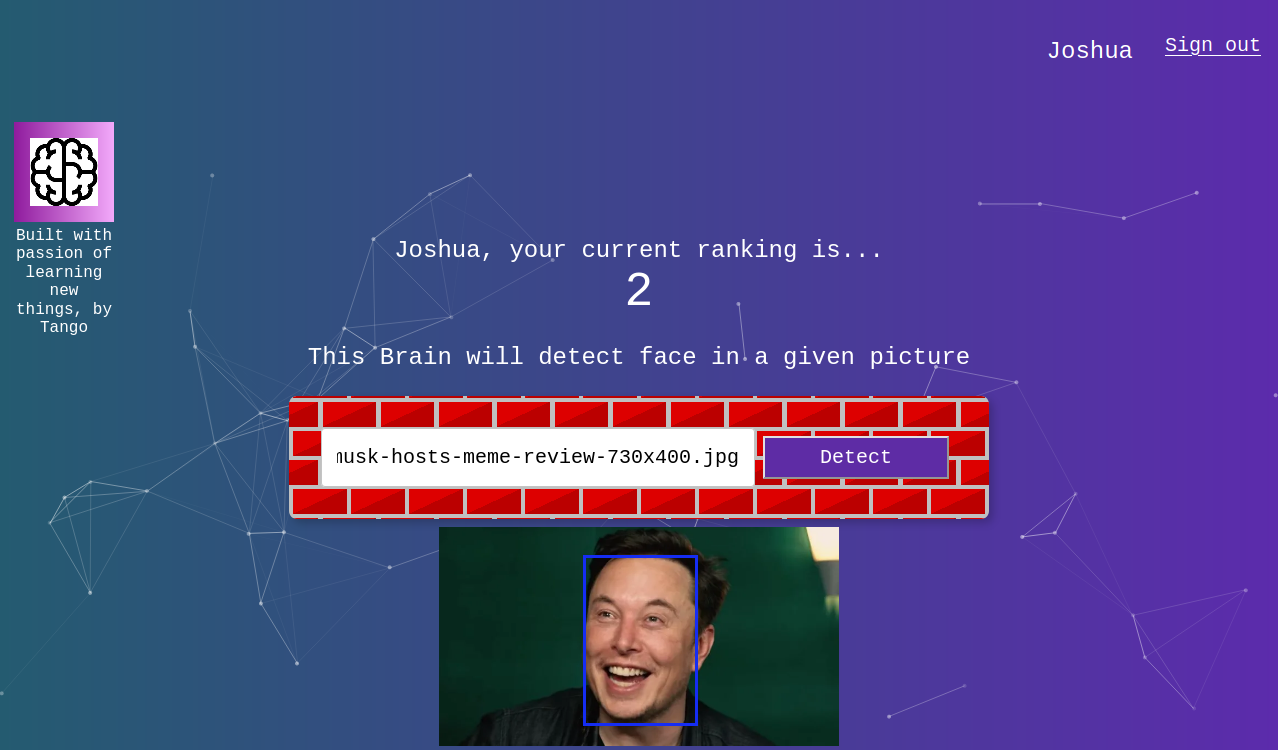 Joshua
Sign out
Built with
passion of
learning
new
things, by
Tango
Joshua, your current ranking is...
2
This Brain will detect face in a given picture
musk-hosts-meme-review-730x400.jpg
Detect